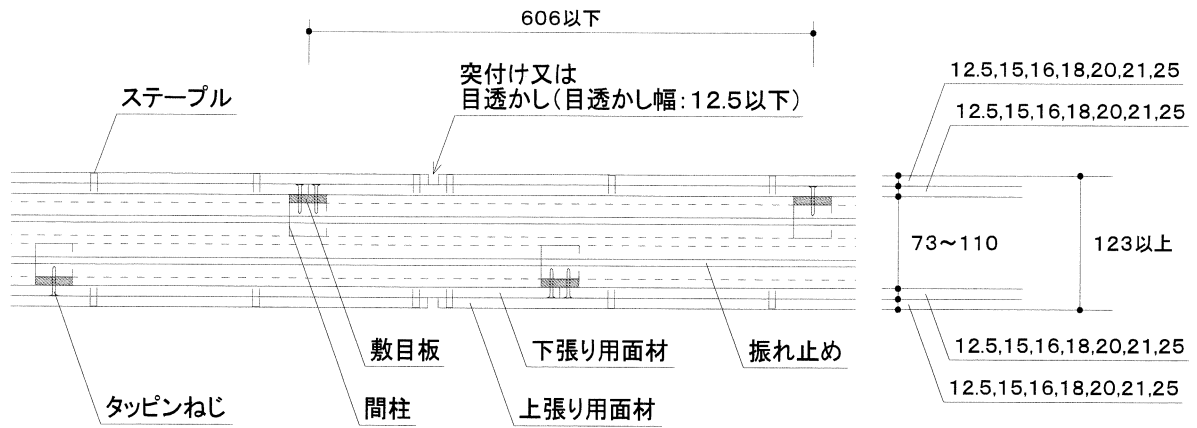 606以下
突付け又は
目透かし(目透かし幅：12.5以下)
ステープル
12.5,15,16,18,20,21,25
12.5,15,16,18,20,21,25
73～110
123以上
敷目板
下張り用面材
振れ止め
12.5,15,16,18,20,21,25
タッピンねじ
間柱
上張り用面材
12.5,15,16,18,20,21,25